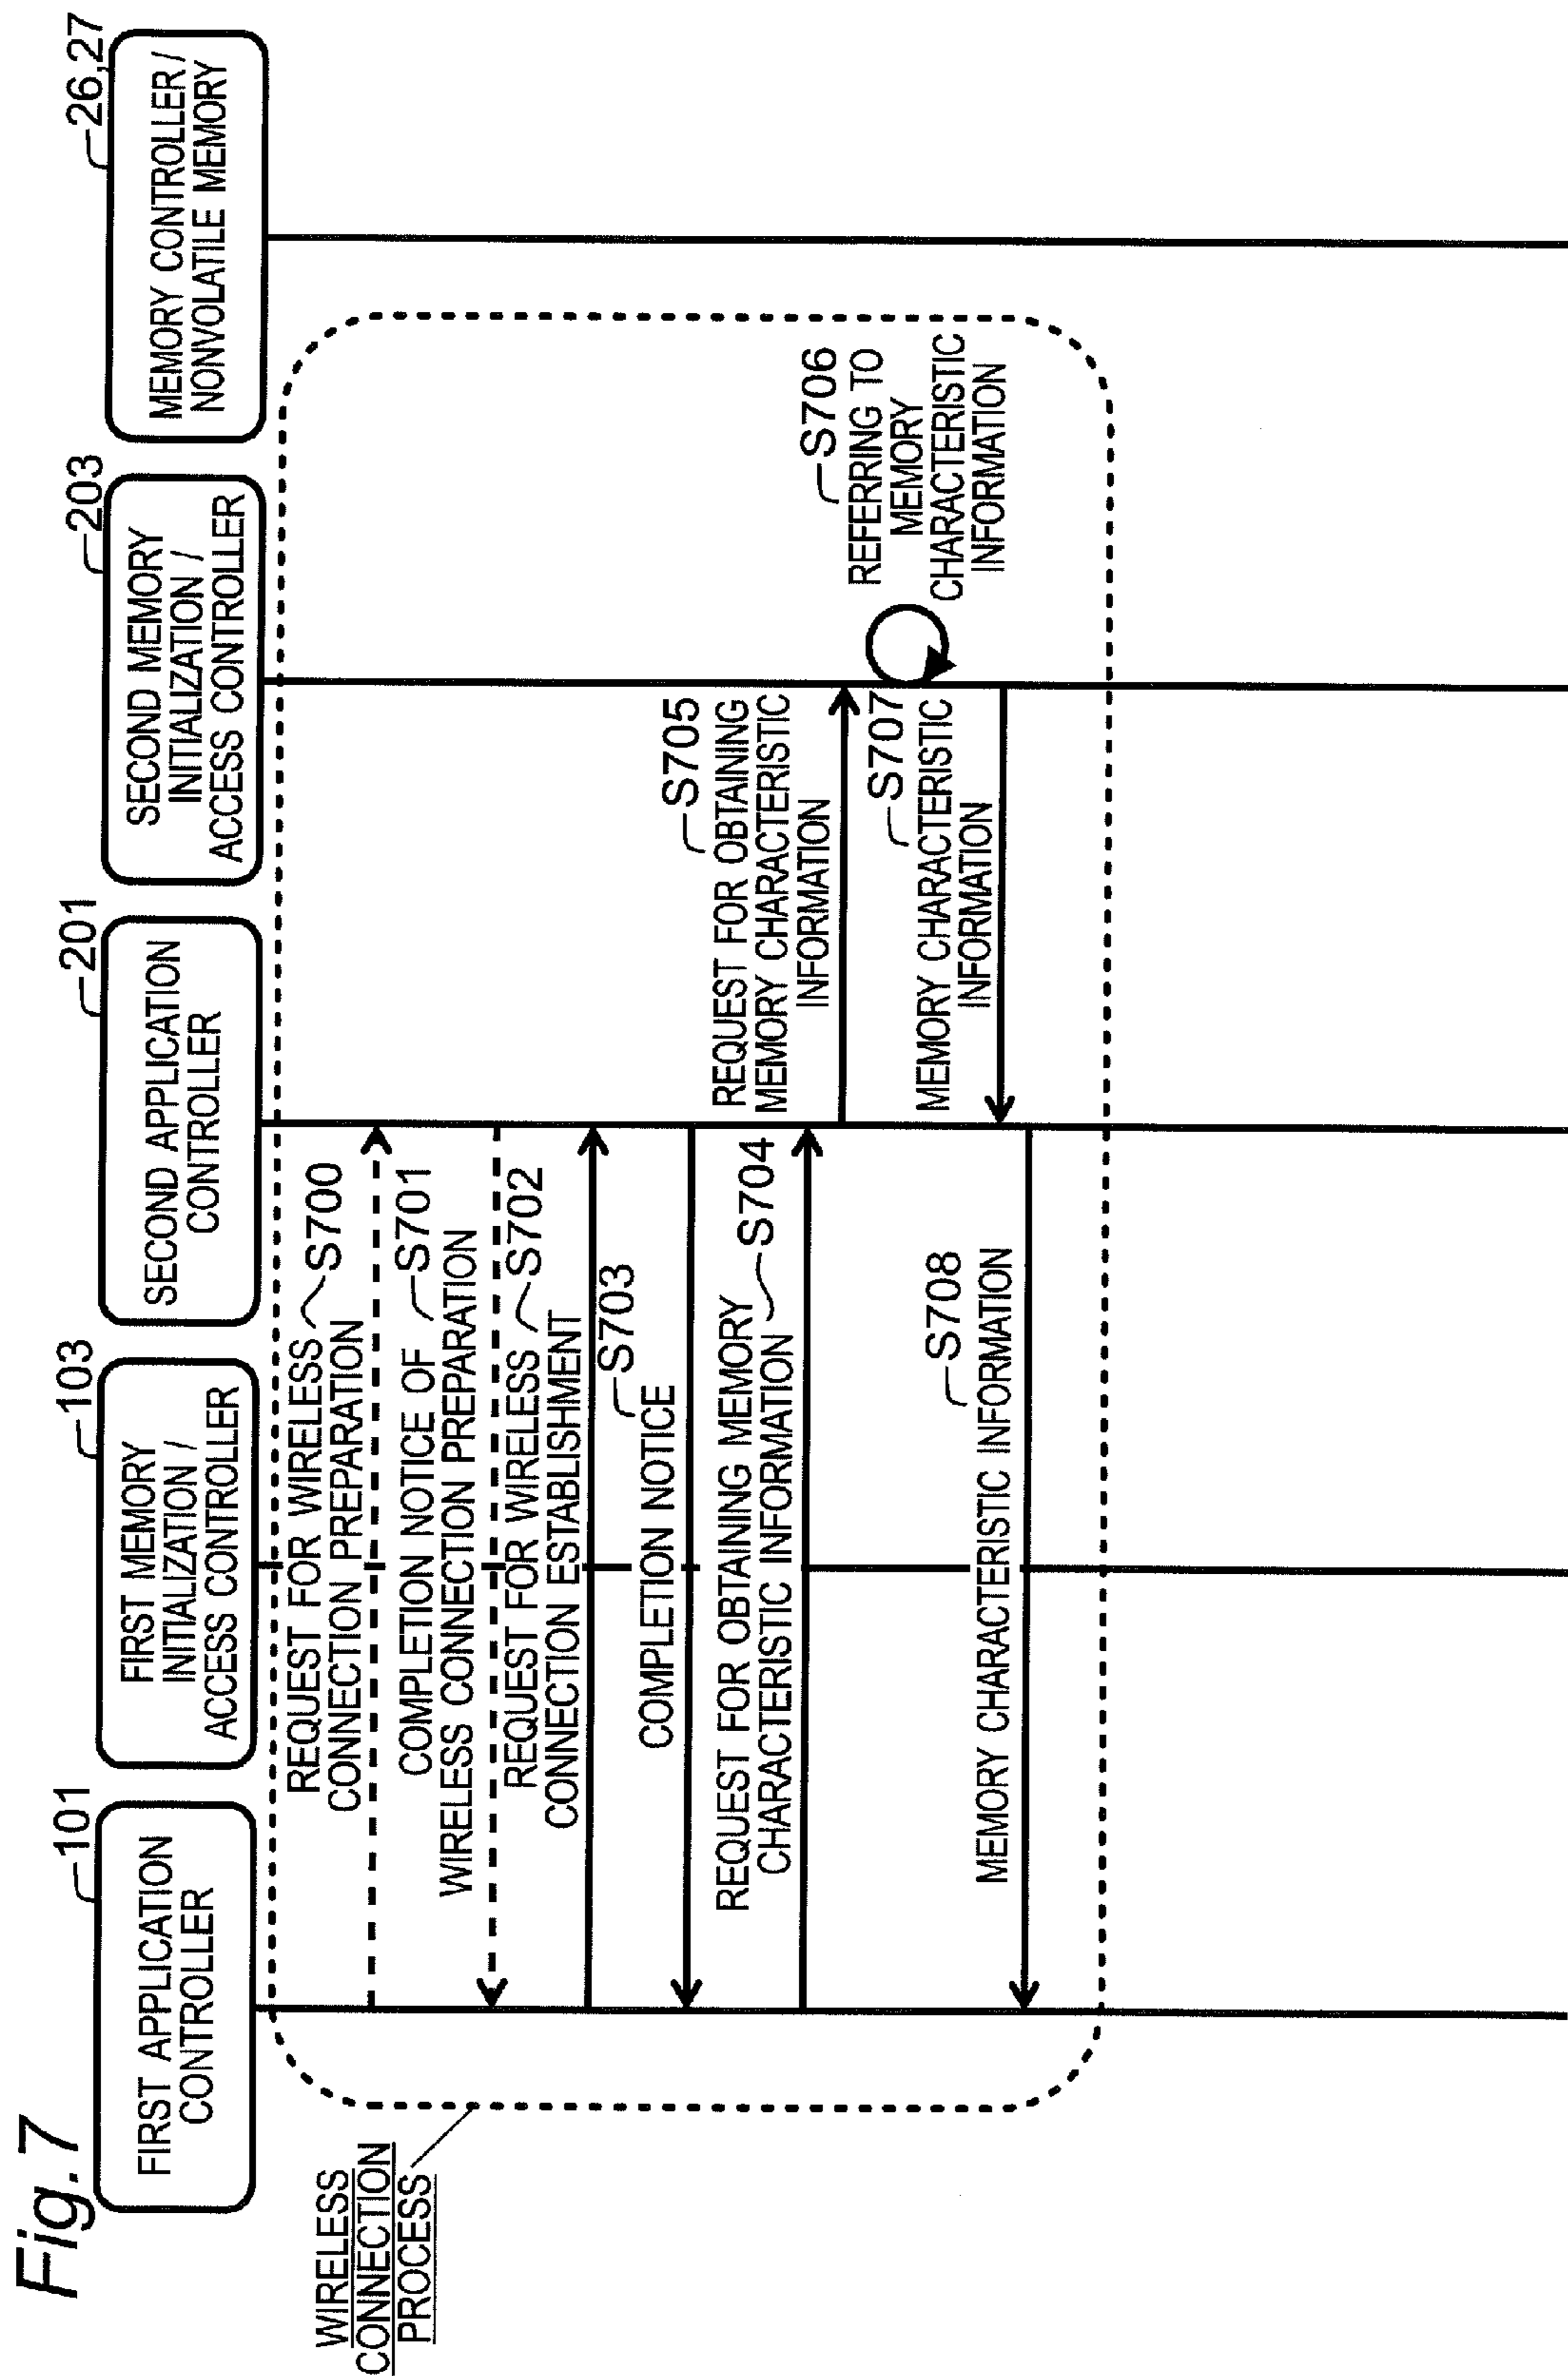 Fig. 7
101
FIRST APPLICATION
CONTROLLER
103
FIRST MEMORY
INITIALIZATION /
ACCESS CONTROLLER
201
SECOND APPLICATION
CONTROLLER
203
SECOND MEMORY
INITIALIZATION /
ACCESS CONTROLLER
26,27
MEMORY CONTROLLER /
NONVOLATILE MEMORY
WIRELESS
CONNECTION
PROCESS
REQUEST FOR WIRELESS
CONNECTION PREPARATION
S700
COMPLETION NOTICE OF
WIRELESS CONNECTION PREPARATION
S701
REQUEST FOR WIRELESS
CONNECTION ESTABLISHMENT
S702
S703
COMPLETION NOTICE
REQUEST FOR OBTAINING MEMORY
CHARACTERISTIC INFORMATION
S704
S705
REQUEST FOR OBTAINING
MEMORY CHARACTERISTIC
INFORMATION
S706
REFERRING TO
MEMORY
CHARACTERISTIC
INFORMATION
S707
MEMORY CHARACTERISTIC
INFORMATION
S708
MEMORY CHARACTERISTIC INFORMATION